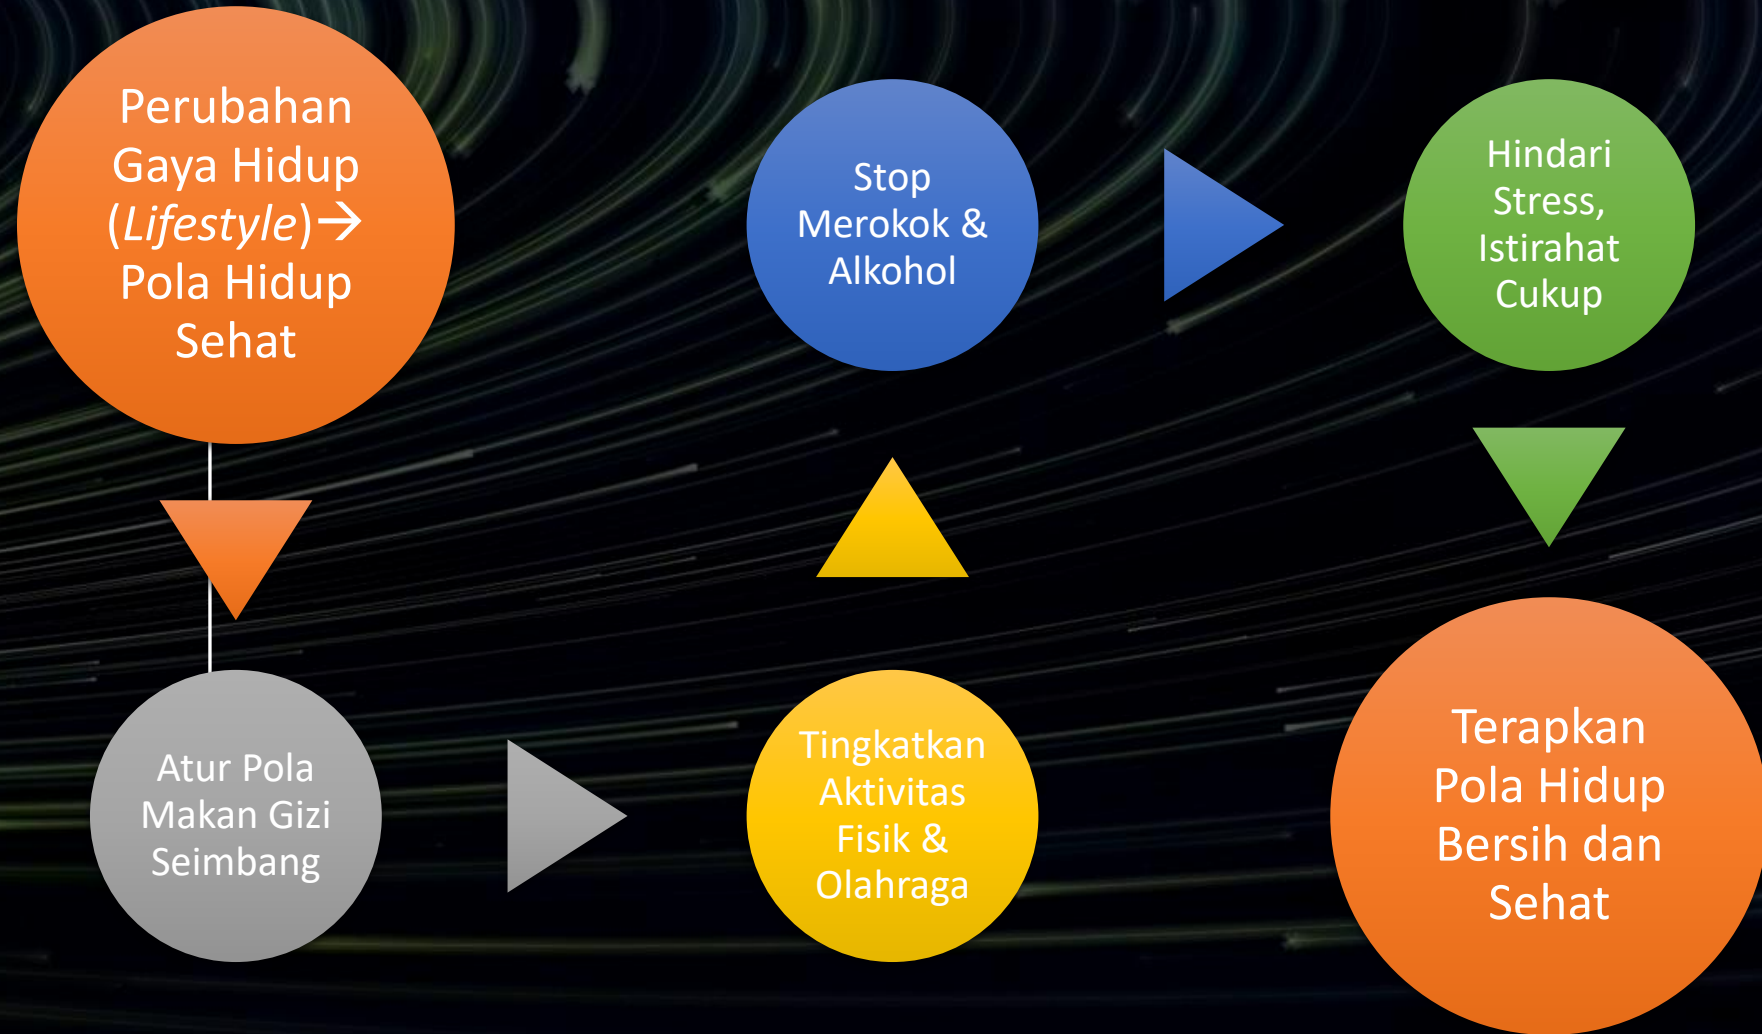 Perubahan
Gaya Hidup
(Lifestyle)→
Pola Hidup
Sehat
Atur Pola
Makan Gizi
Seimbang
Tingkatkan
Aktivitas
Fisik &
Olahraga
Stop
Merokok &
Alkohol
Hindari
Stress,
Istirahat
Cukup
Terapkan
Pola Hidup
Bersih dan
Sehat